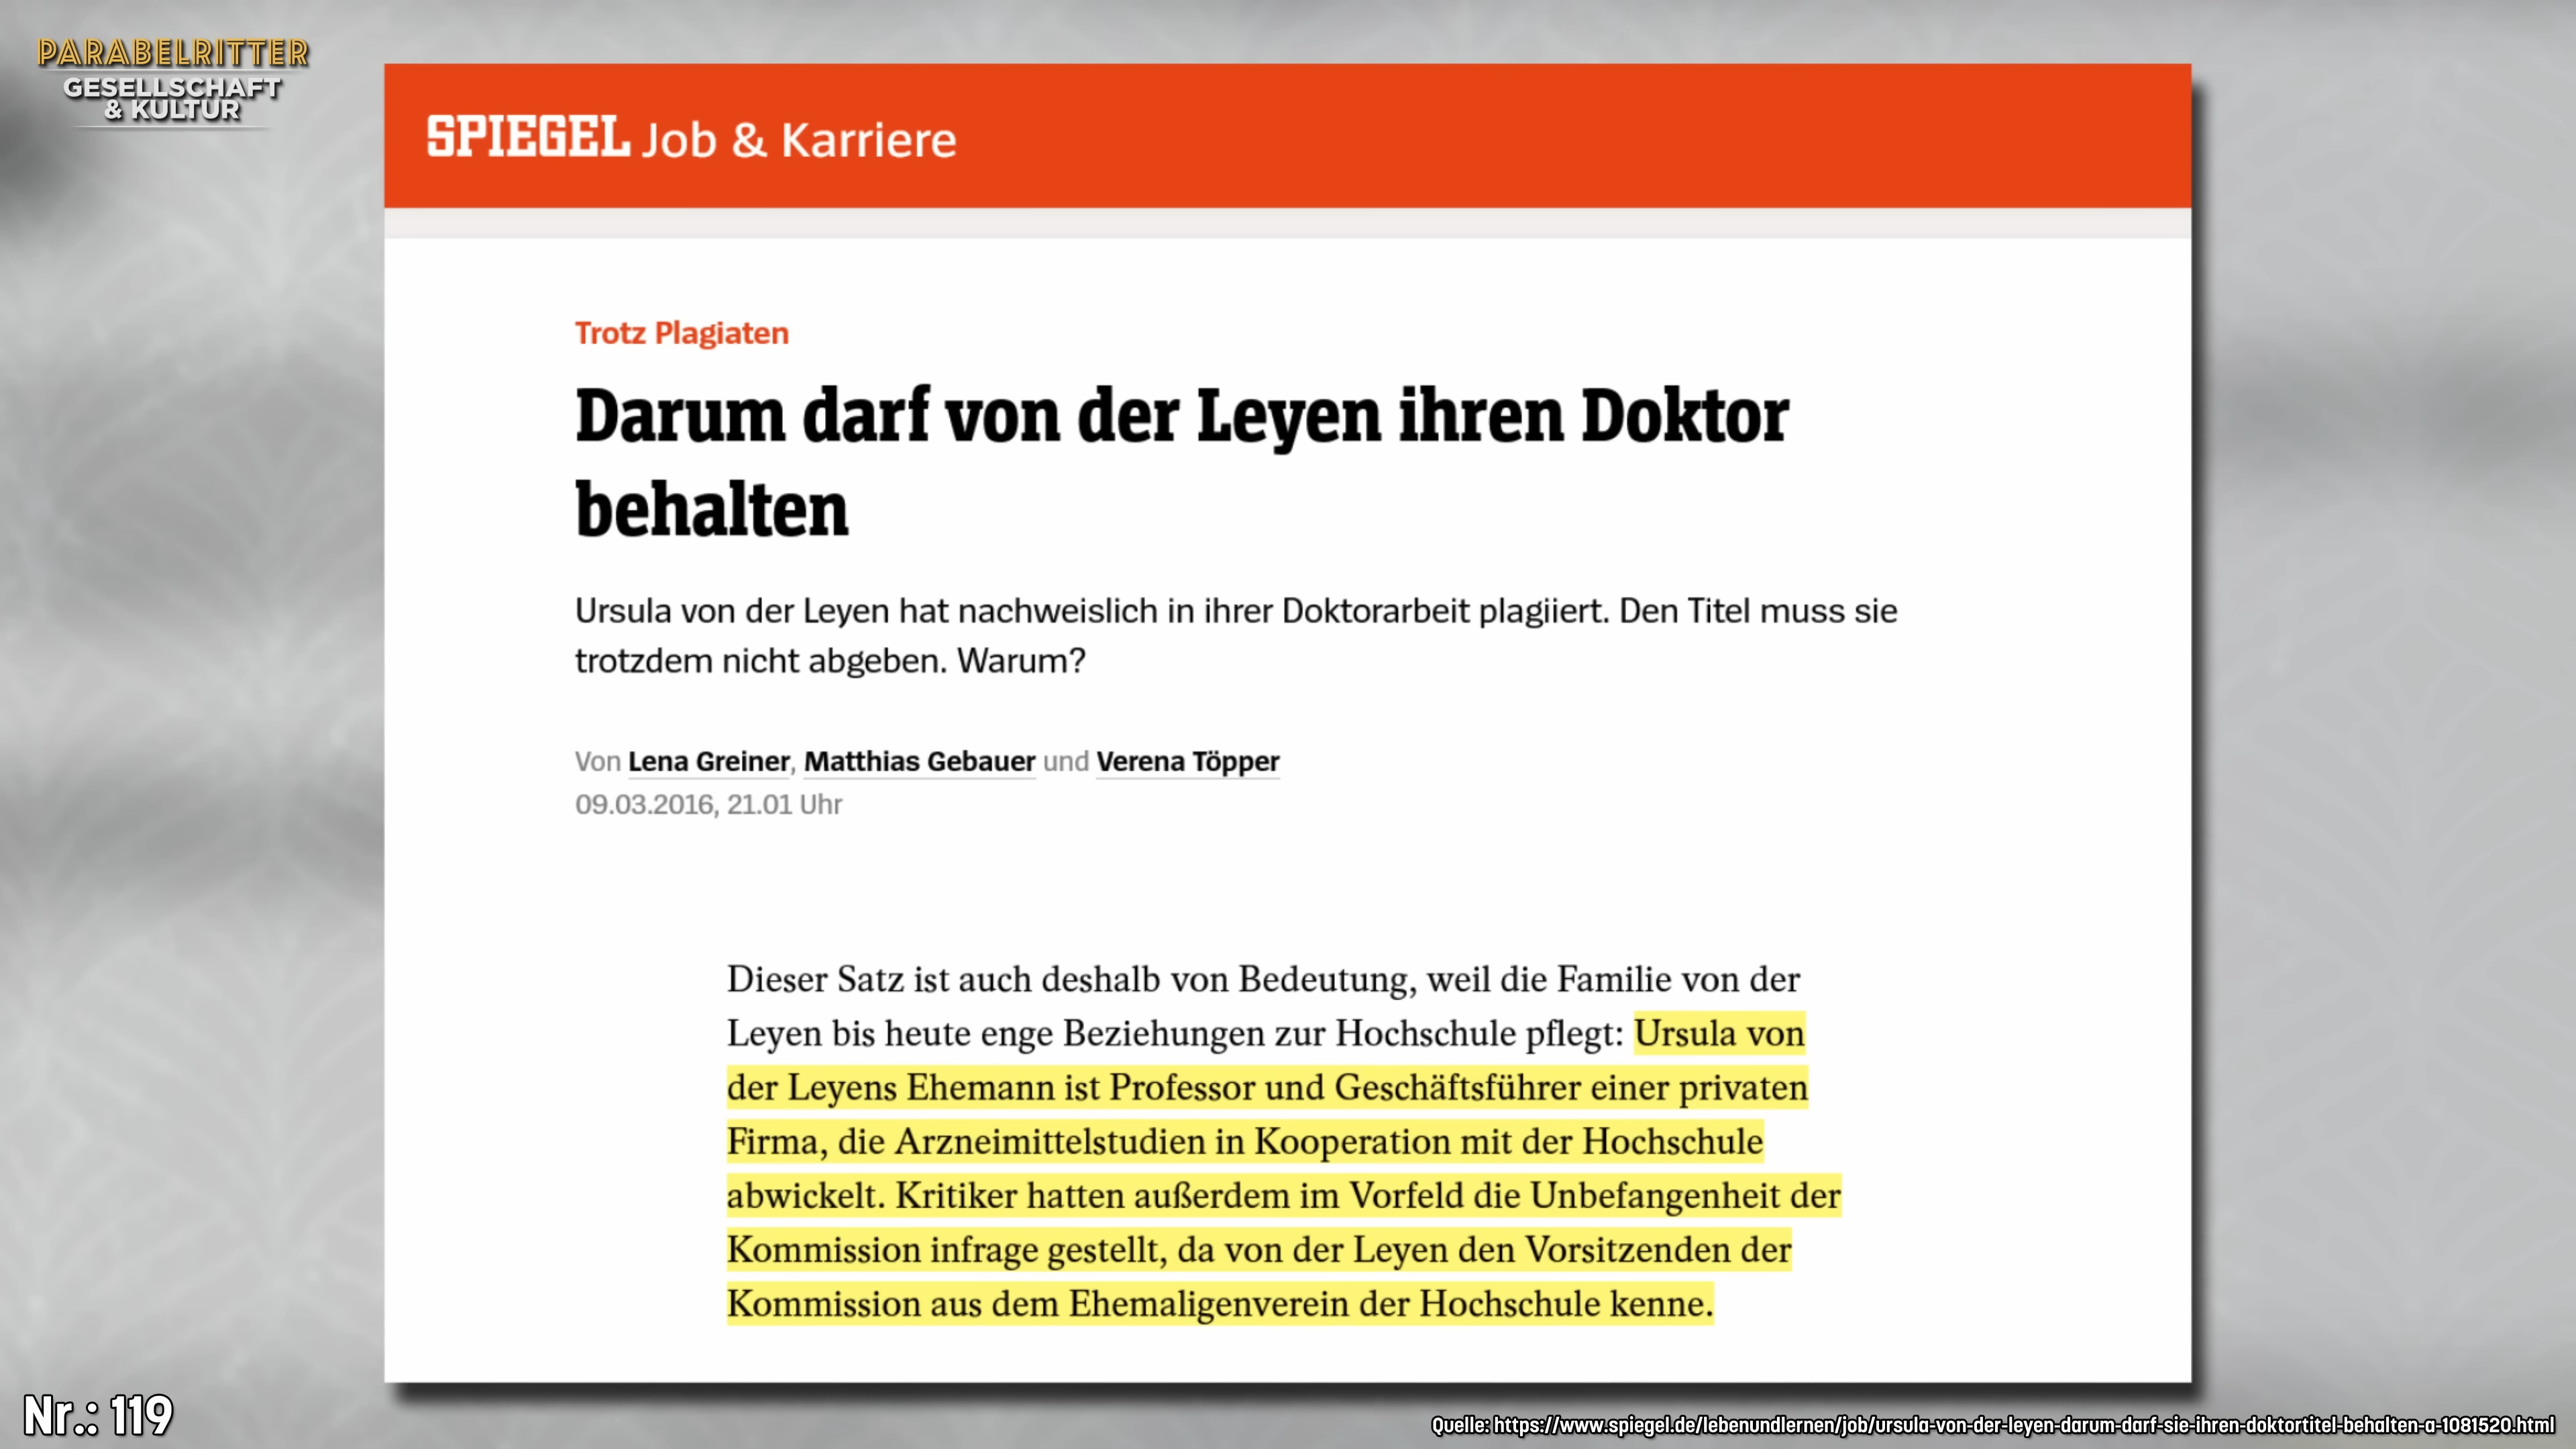 PARABELRITTER
GESELLSCHAFT
& KULTUR
SPIEGEL Job & Karriere
Trotz Plagiaten
Darum darf von der Leyen ihren Doktor
behalten
Ursula von der Leyen hat nachweislich in ihrer Doktorarbeit plagiiert. Den Titel muss sie
trotzdem nicht abgeben. Warum?
Von Lena Greiner, Matthias Gebauer und Verena Töpper
09.03.2016, 21.01 Uhr
Dieser Satz ist auch deshalb von Bedeutung, weil die Familie von der
Leyen bis heute enge Beziehungen zur Hochschule pflegt: Ursula von
der Leyens Ehemann ist Professor und Geschäftsführer einer privaten
Firma, die Arzneimittelstudien in Kooperation mit der Hochschule
abwickelt. Kritiker hatten außerdem im Vorfeld die Unbefangenheit der
Kommission infrage gestellt, da von der Leyen den Vorsitzenden der
Kommission aus dem Ehemaligenverein der Hochschule kenne.
Nr.: 119
Quelle: https://www.spiegel.de/lebenundlernen/job/ursula-von-der-leyen-darum-darf-sie-ihren-doktortitel-behalten-a-1081520.html